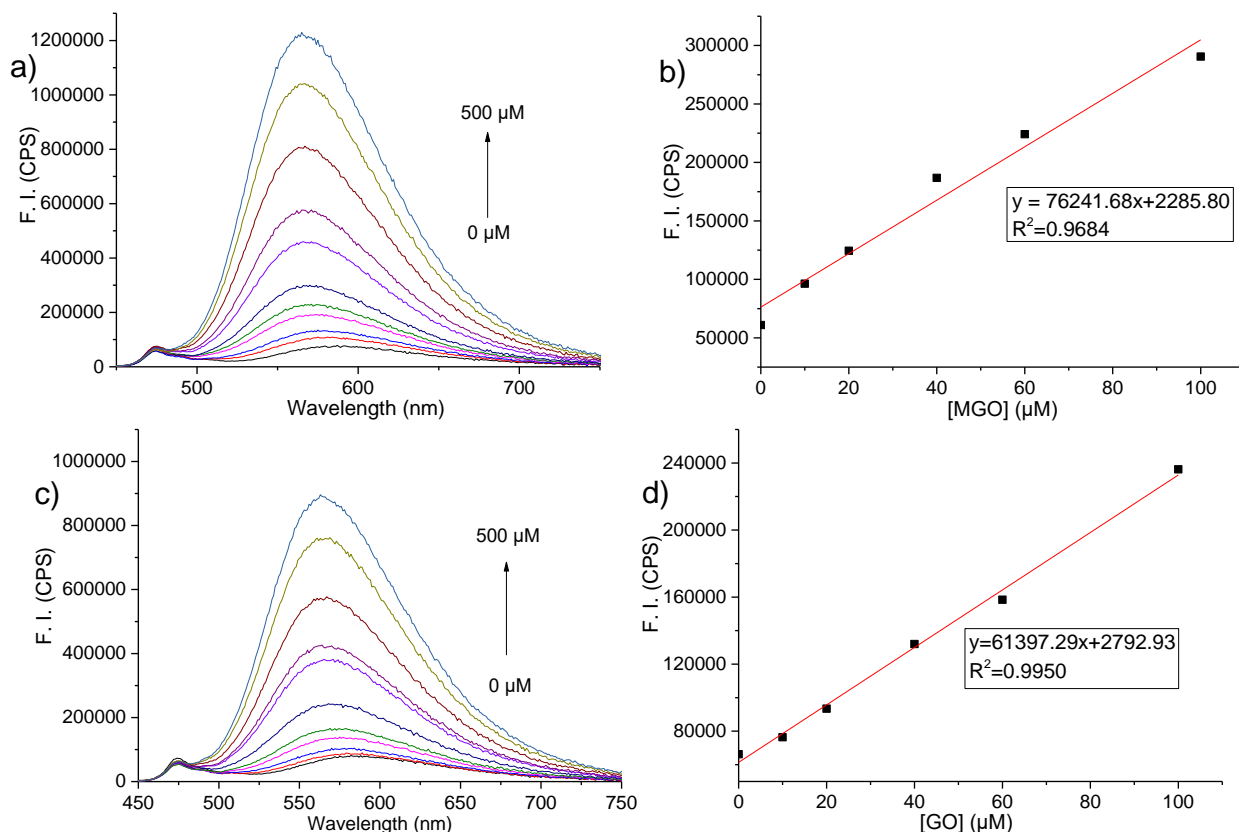 a)
1200000
1000000
800000
600000
400000
200000
0
F. I. (CPS)
500 µM
0 µM
500
600
700
Wavelength (nm)
b)
300000
250000
200000
150000
100000
50000
F. I. (CPS)
y = 76241.68x+2285.80
R²=0.9684
0
20
40
60
80
100
[MGO] (µM)
c)
1000000
800000
600000
400000
200000
0
F. I. (CPS)
500 µM
0 µM
450
500
550
600
650
700
750
Wavelength (nm)
d)
240000
200000
160000
120000
80000
F. I. (CPS)
y=61397.29x+2792.93
R²=0.9950
0
20
40
60
80
100
[GO] (µM)